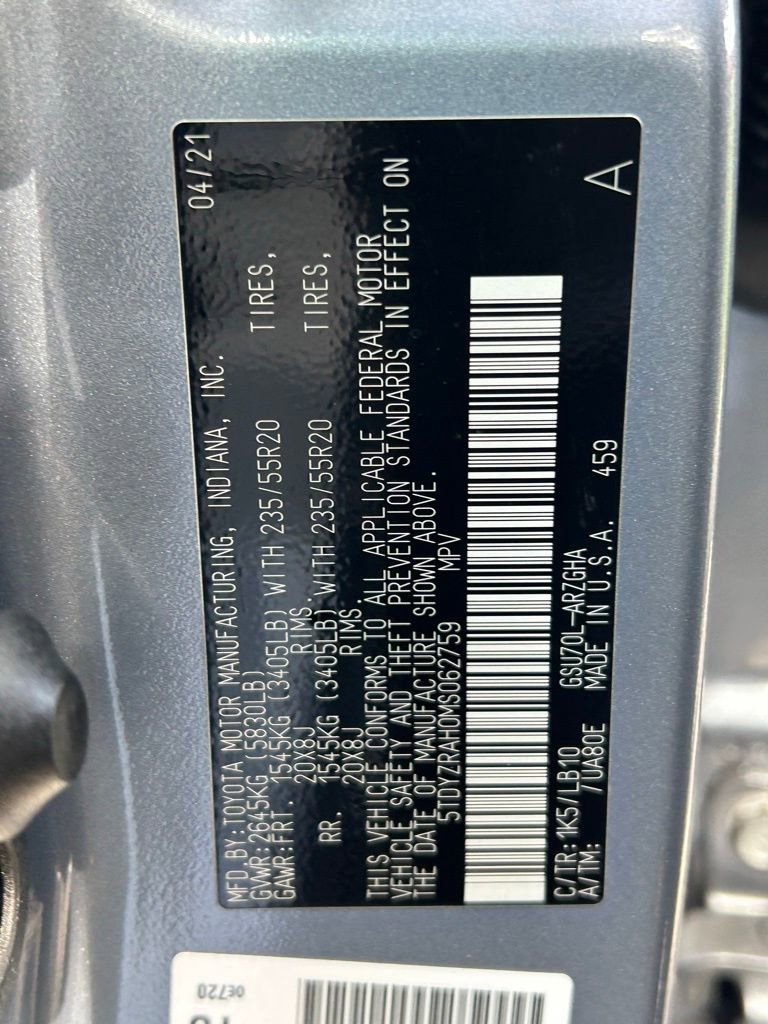 MFD BY:TOYOTA MOTOR MANUFACTURING, INDIANA, INC. 04/21
GVWR:2645KG (5830LB)
GAWR:FRT. 1545KG (3405LB) WITH 235/55R20 TIRES,
20X8J RIMS
RR. 1545KG (3405LB) WITH 235/55R20 TIRES,
20X8J RIMS.
THIS VEHICLE CONFORMS TO ALL APPLICABLE FEDERAL MOTOR
VEHICLE SAFETY AND THEFT PREVENTION STANDARDS IN EFFECT ON
THE DATE OF MANUFACTURE SHOWN ABOVE.
5TDYZRAH0MS062759 MPV
C/TR:1K5/LB10 GSU70L-ARZGHA
A/TM: /UA80E MADE IN U.S.A. 459 A
0E720